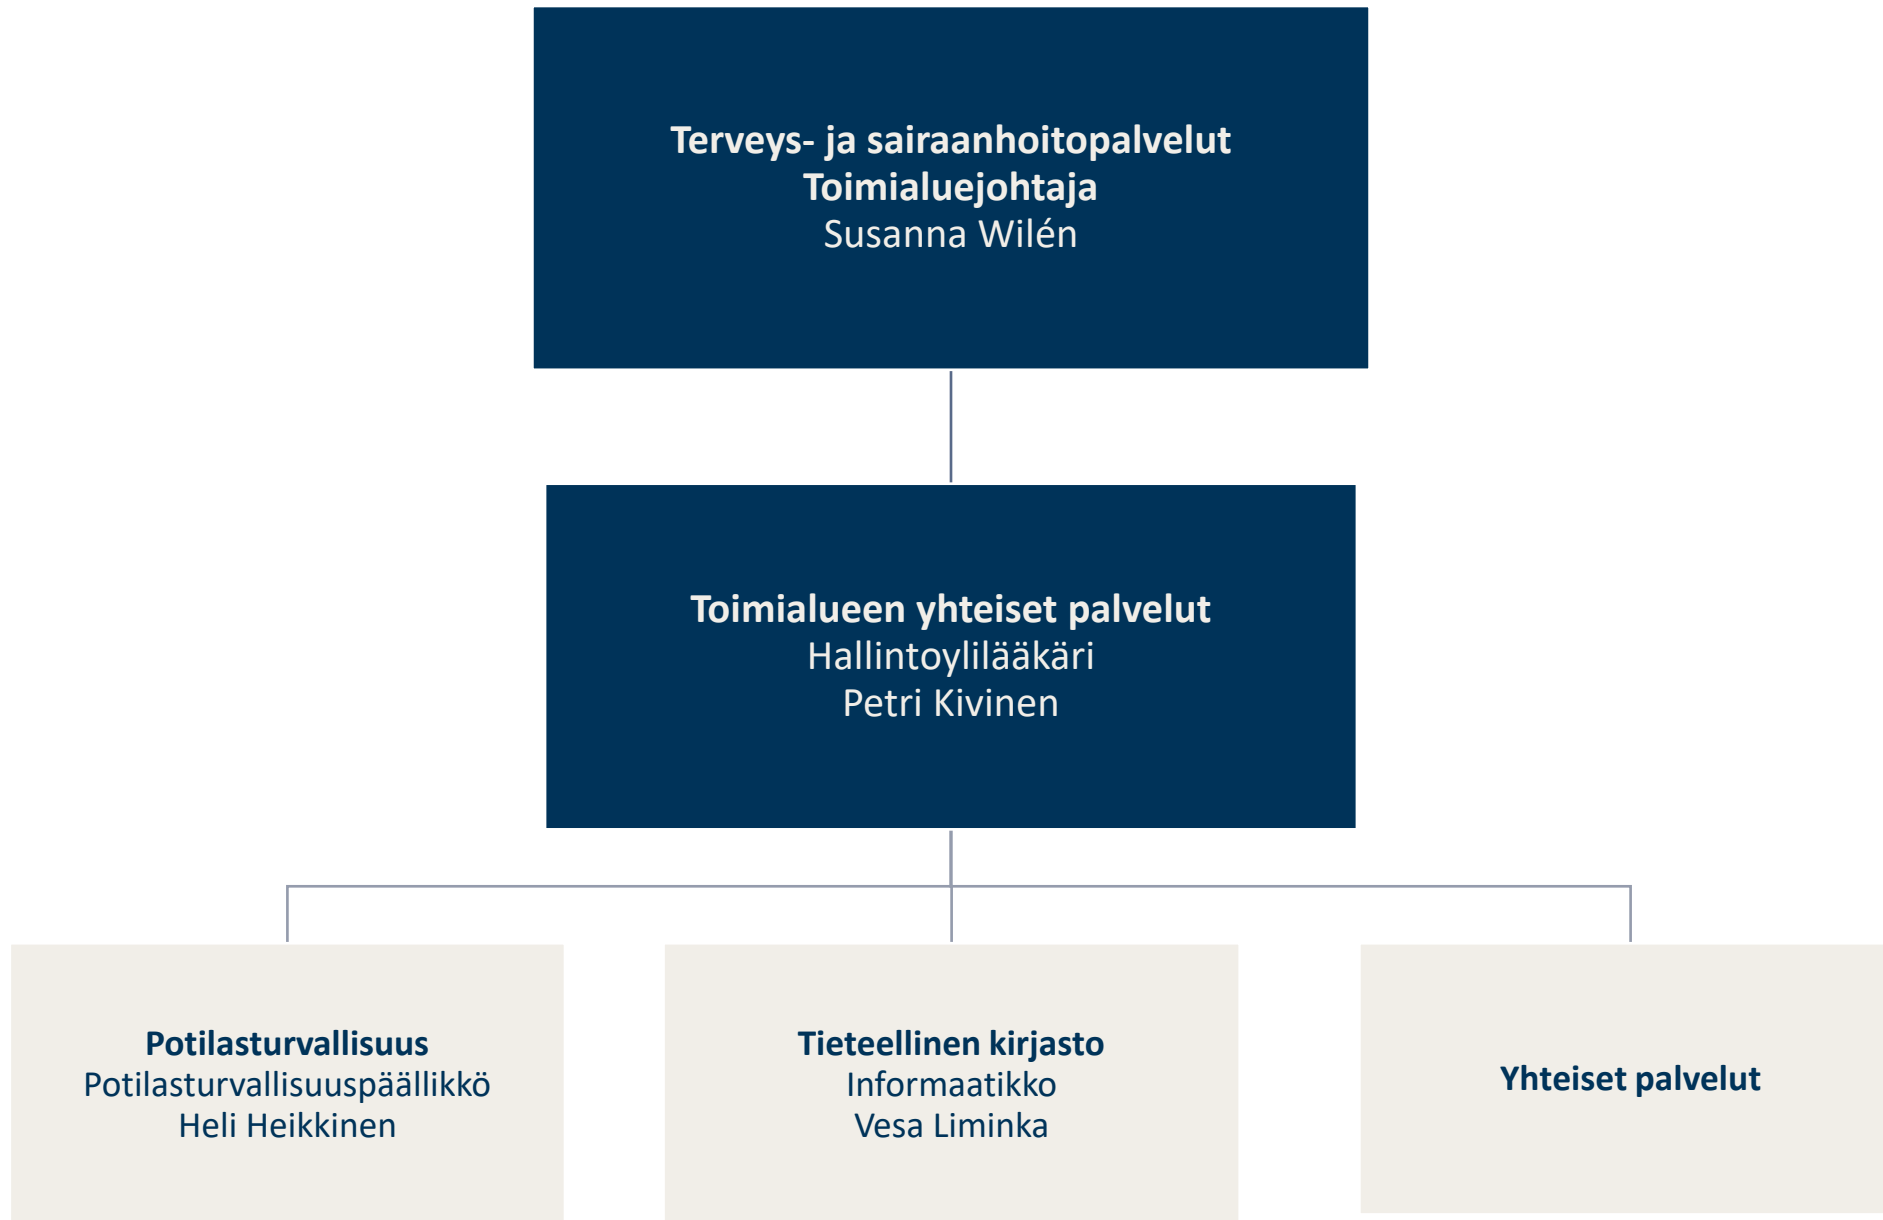 Terveys- ja sairaanhoitopalvelut
Toimialuejohtaja
Susanna Wilén
Toimialueen yhteiset palvelut
Hallintoylilääkäri
Petri Kivinen
Potilasturvallisuus
Potilasturvallisuuspäällikkö
Heli Heikkinen
Tieteellinen kirjasto
Informaatikko
Vesa Liminka
Yhteiset palvelut